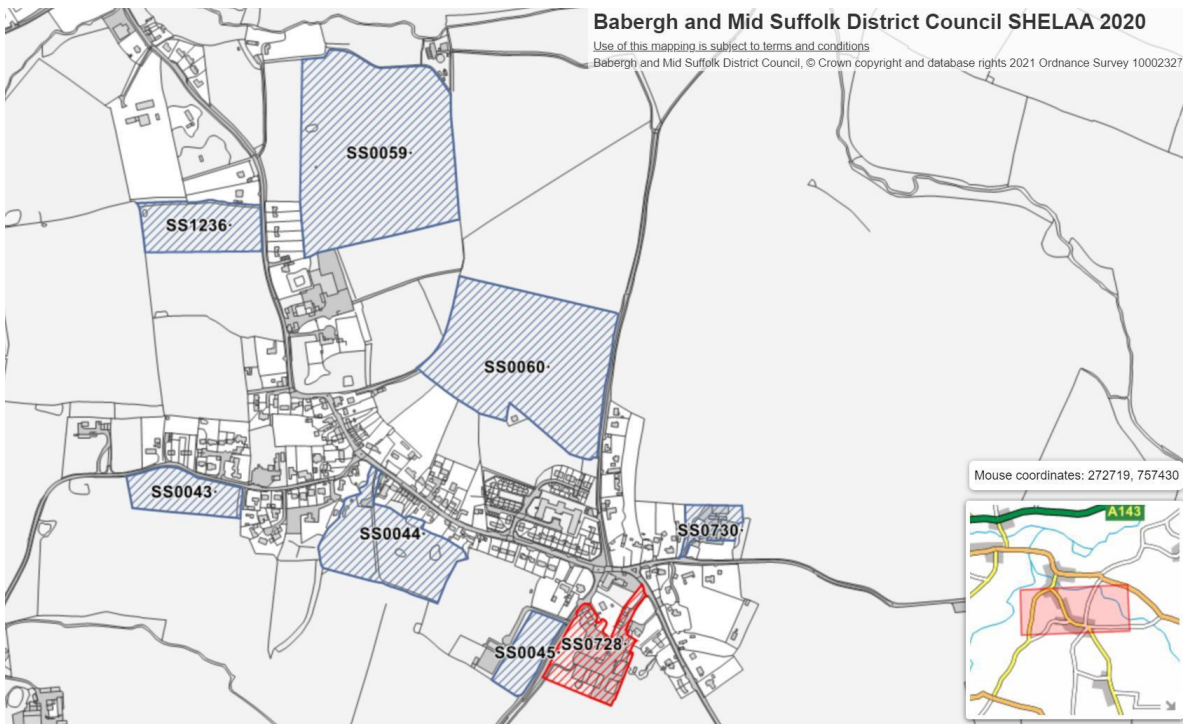 Babergh and Mid Suffolk District Council SHELAA 2020
Use of this mapping is subject to terms and conditions
Babergh and Mid Suffolk District Council, © Crown copyright and database rights 2021 Ordnance Survey 10002327
SS0059
SS1236
SS0060
Mouse coordinates: 272719, 757430
SS0043
A143
SS0044
SS0730
SS0045
SS0728